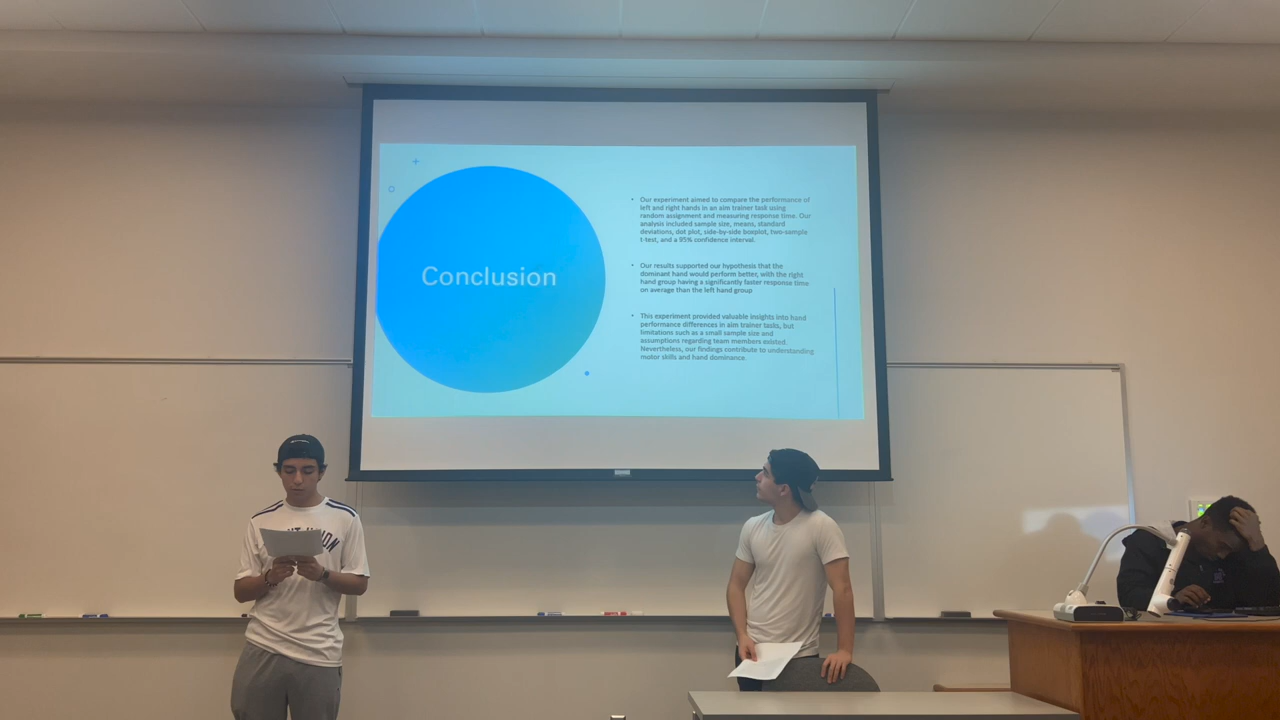 Conclusion
• Our experiment aimed to compare the performance of
left and right hands in an aim trainer task using
random assignment and measuring response time. Our
analysis included sample size, means, standard
deviations, dot plot, side-by-side boxplot, two-sample
t-test, and a 95% confidence interval.
• Our results supported our hypothesis that the
dominant hand would perform better, with the right
hand group having a significantly faster response time
on average than the left hand group
• This experiment provided valuable insights into hand
performance differences in aim trainer tasks, but
limitations such as a small sample size and
assumptions regarding team members existed.
Nevertheless, our findings contribute to understanding
motor skills and hand dominance